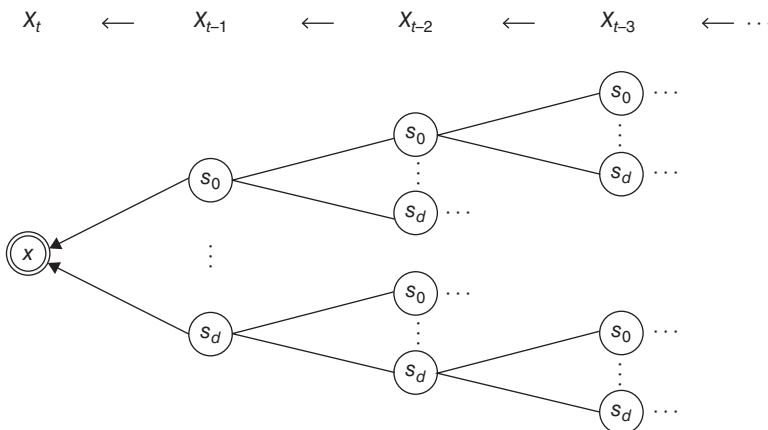 X_t ← X_{t–1} ← X_{t–2} ← X_{t–3} ← ···
s_0 ···
s_0
s_d ···
s_0
s_d ···
x
s_0 ···
s_d
s_0 ···
s_d
s_d ···